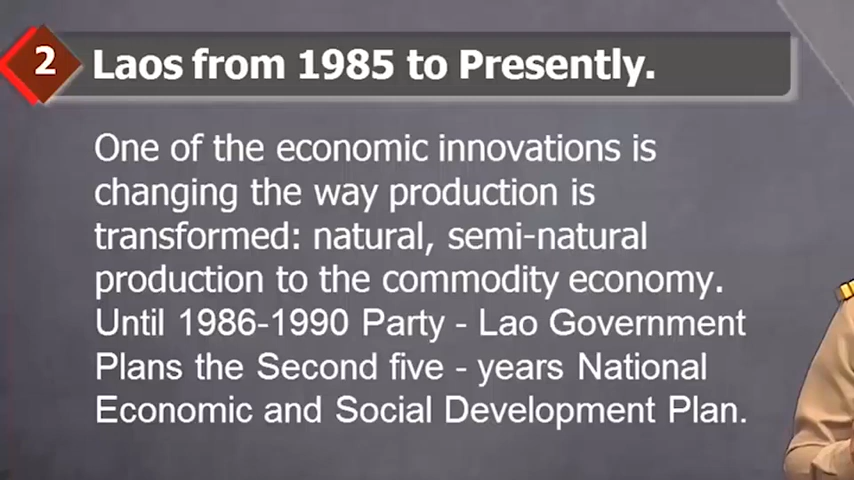 2
Laos from 1985 to Presently.
One of the economic innovations is
changing the way production is
transformed: natural, semi-natural
production to the commodity economy.
Until 1986-1990 Party - Lao Government
Plans the Second five - years National
Economic and Social Development Plan.